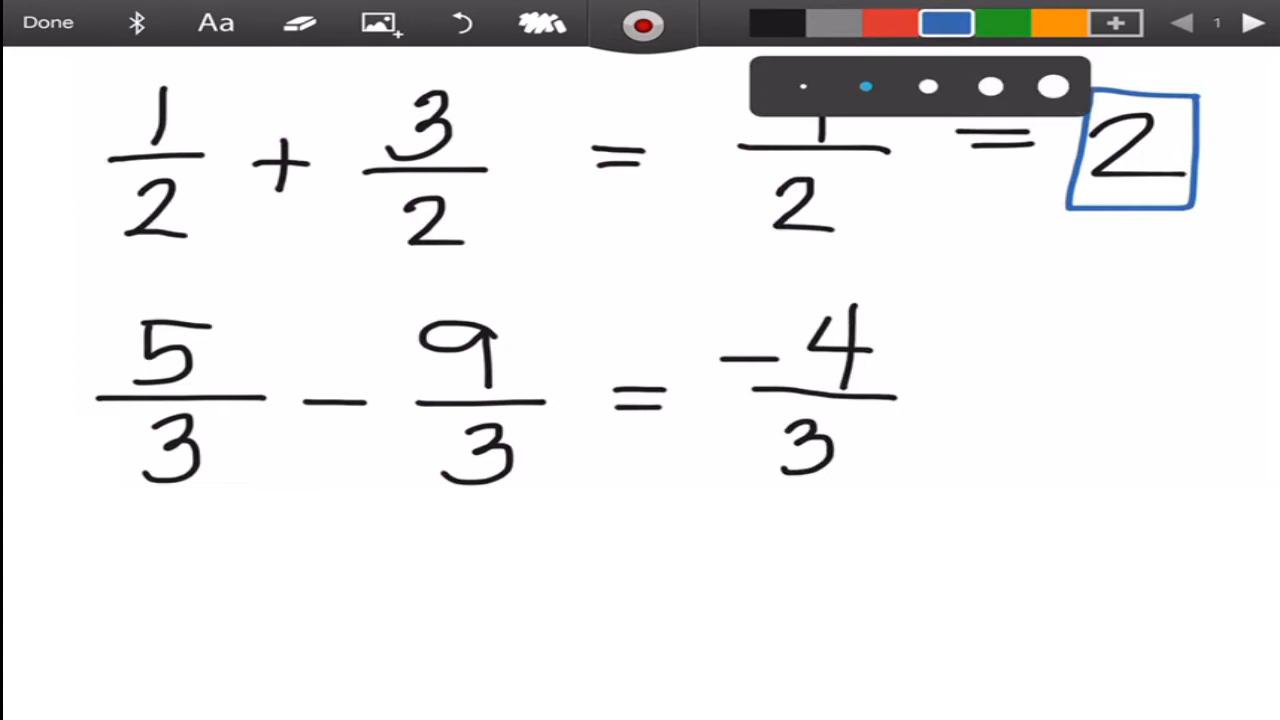 Done Aa 1
1/2 + 3/2 = /2 = 2
5/3 - 9/3 = -4/3